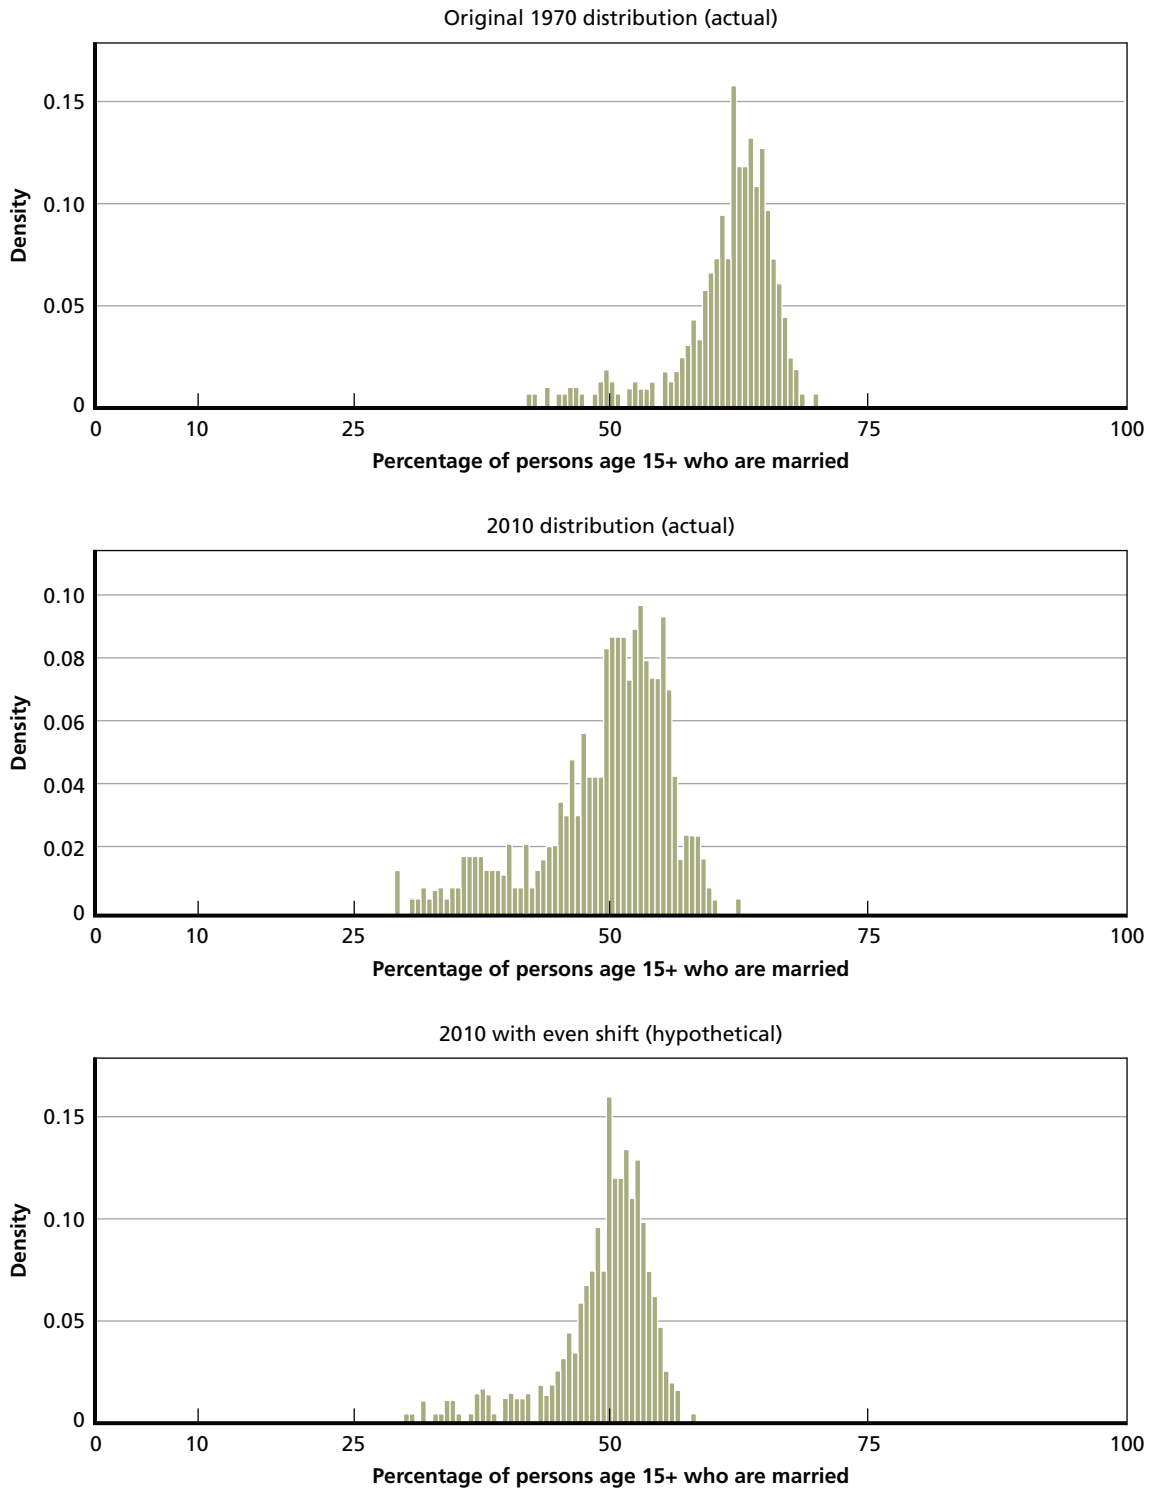 Original 1970 distribution (actual)
Density
0.15
0.10
0.05
0
0 10 25 50 75 100
Percentage of persons age 15+ who are married
2010 distribution (actual)
Density
0.10
0.08
0.06
0.04
0.02
0
0 10 25 50 75 100
Percentage of persons age 15+ who are married
2010 with even shift (hypothetical)
Density
0.15
0.10
0.05
0
0 10 25 50 75 100
Percentage of persons age 15+ who are married